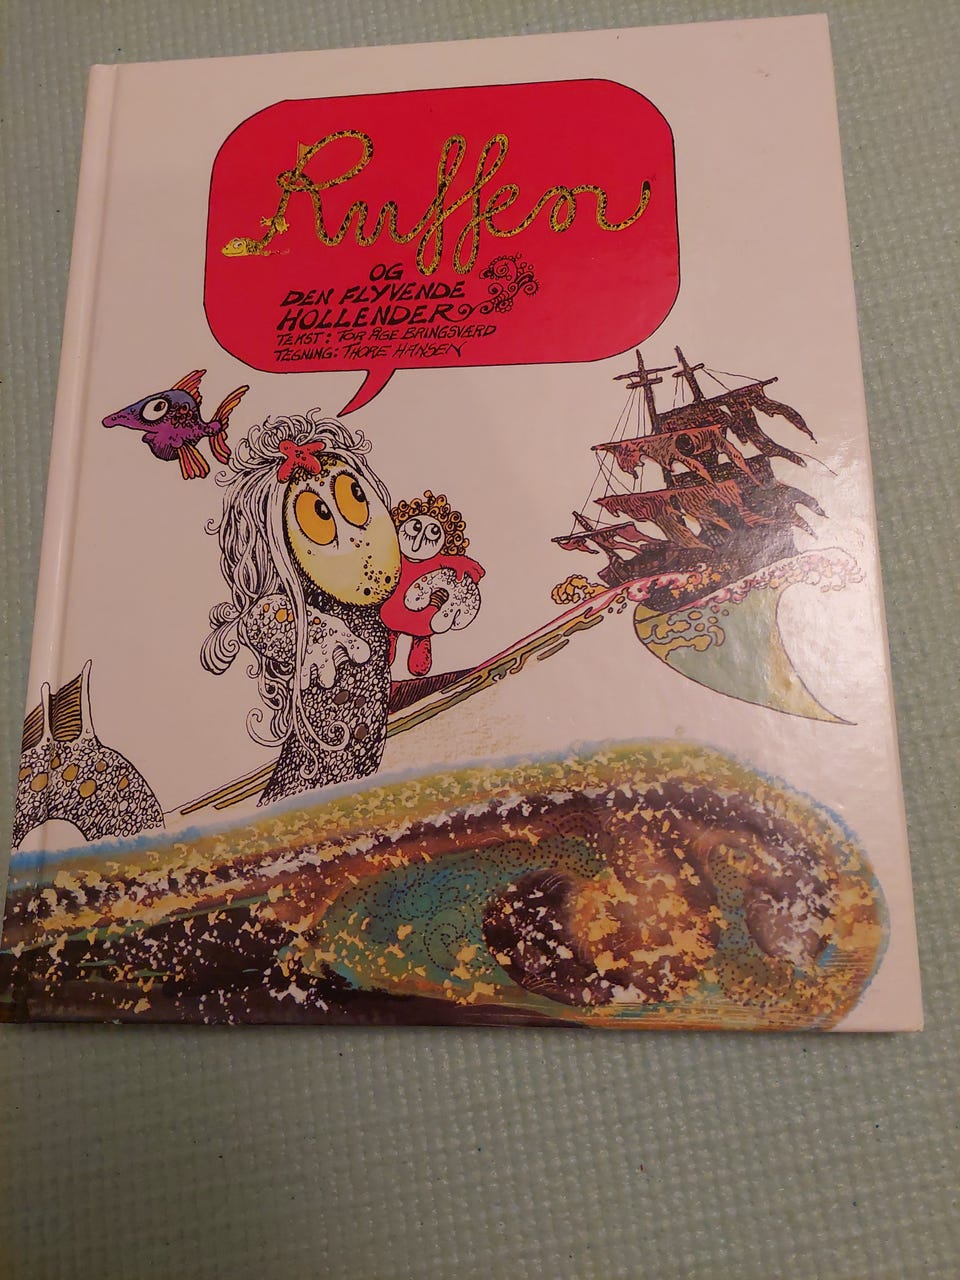 Ruffen
OG
DEN FLYVENDE
HOLLENDER
TEKST: TOR ÅGE BRINGSVÆRD
TEGNING: THORE HANSEN